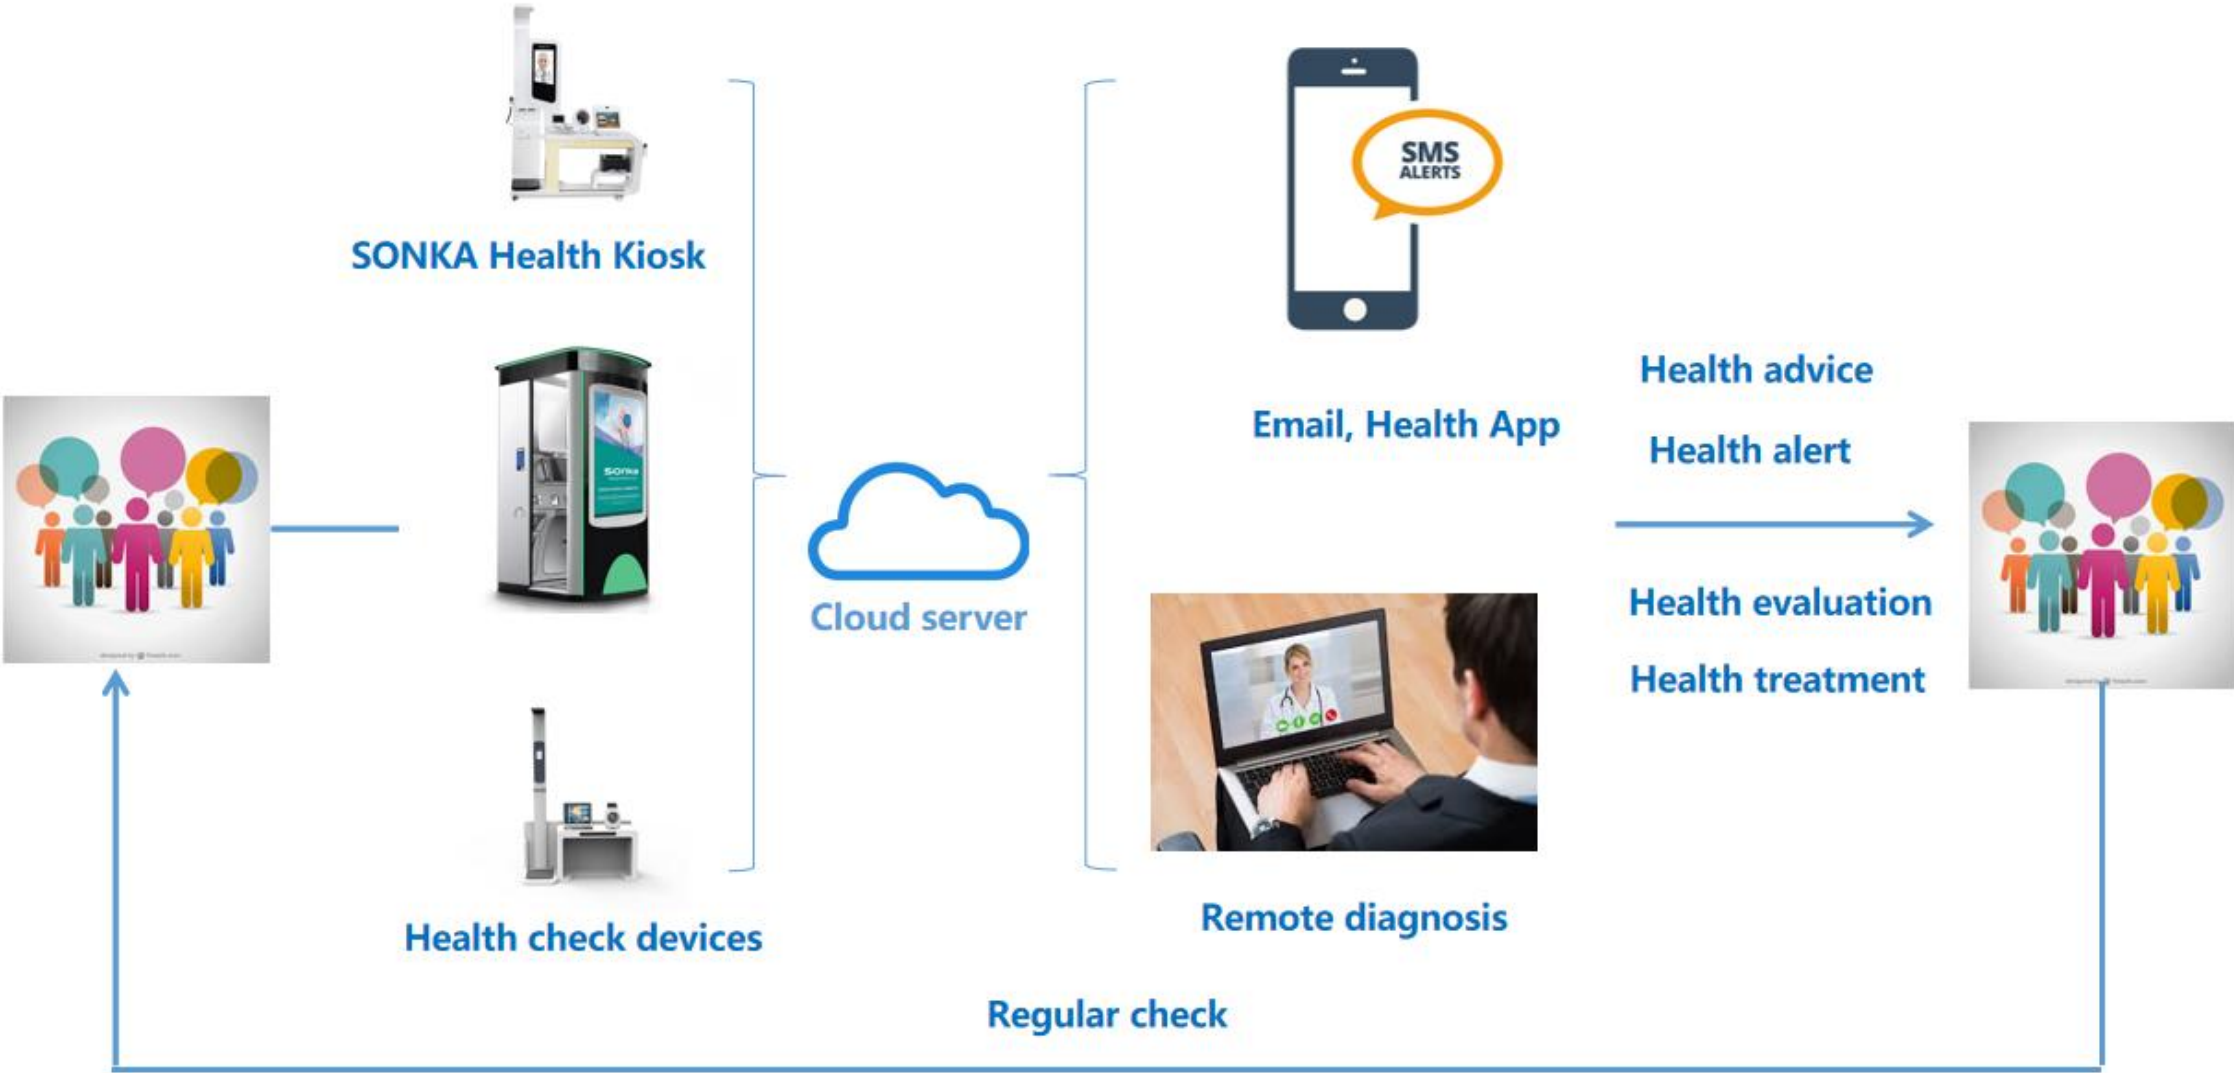 SONKA Health Kiosk
sonka
Health check devices
Cloud server
SMS
ALERTS
Email, Health App
Remote diagnosis
Health advice
Health alert
Health evaluation
Health treatment
Regular check